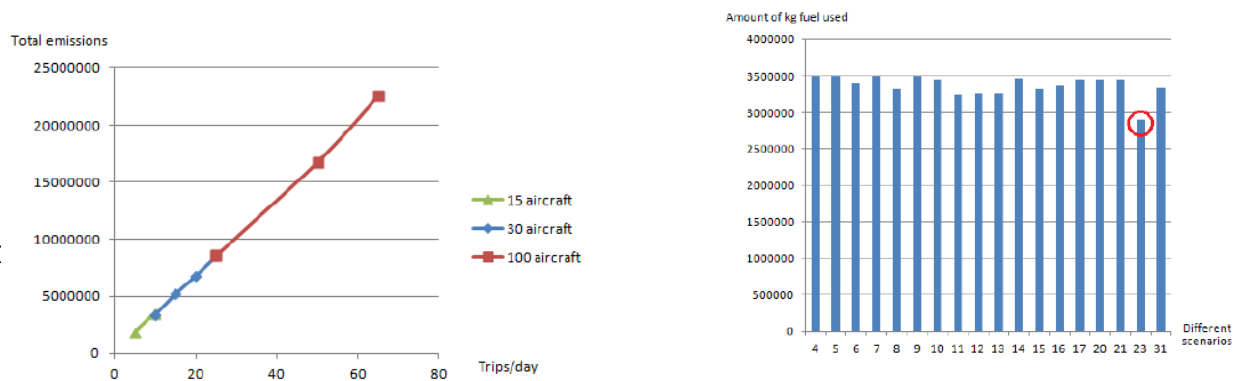 Total emissions
25000000
20000000
15000000
10000000
5000000
0
0 20 40 60 80
Trips/day
15 aircraft
30 aircraft
100 aircraft
Amount of kg fuel used
4000000
3500000
3000000
2500000
2000000
1500000
1000000
500000
0
4 5 6 7 8 9 10 11 12 13 14 15 16 17 20 21 23 31
Different
scenarios